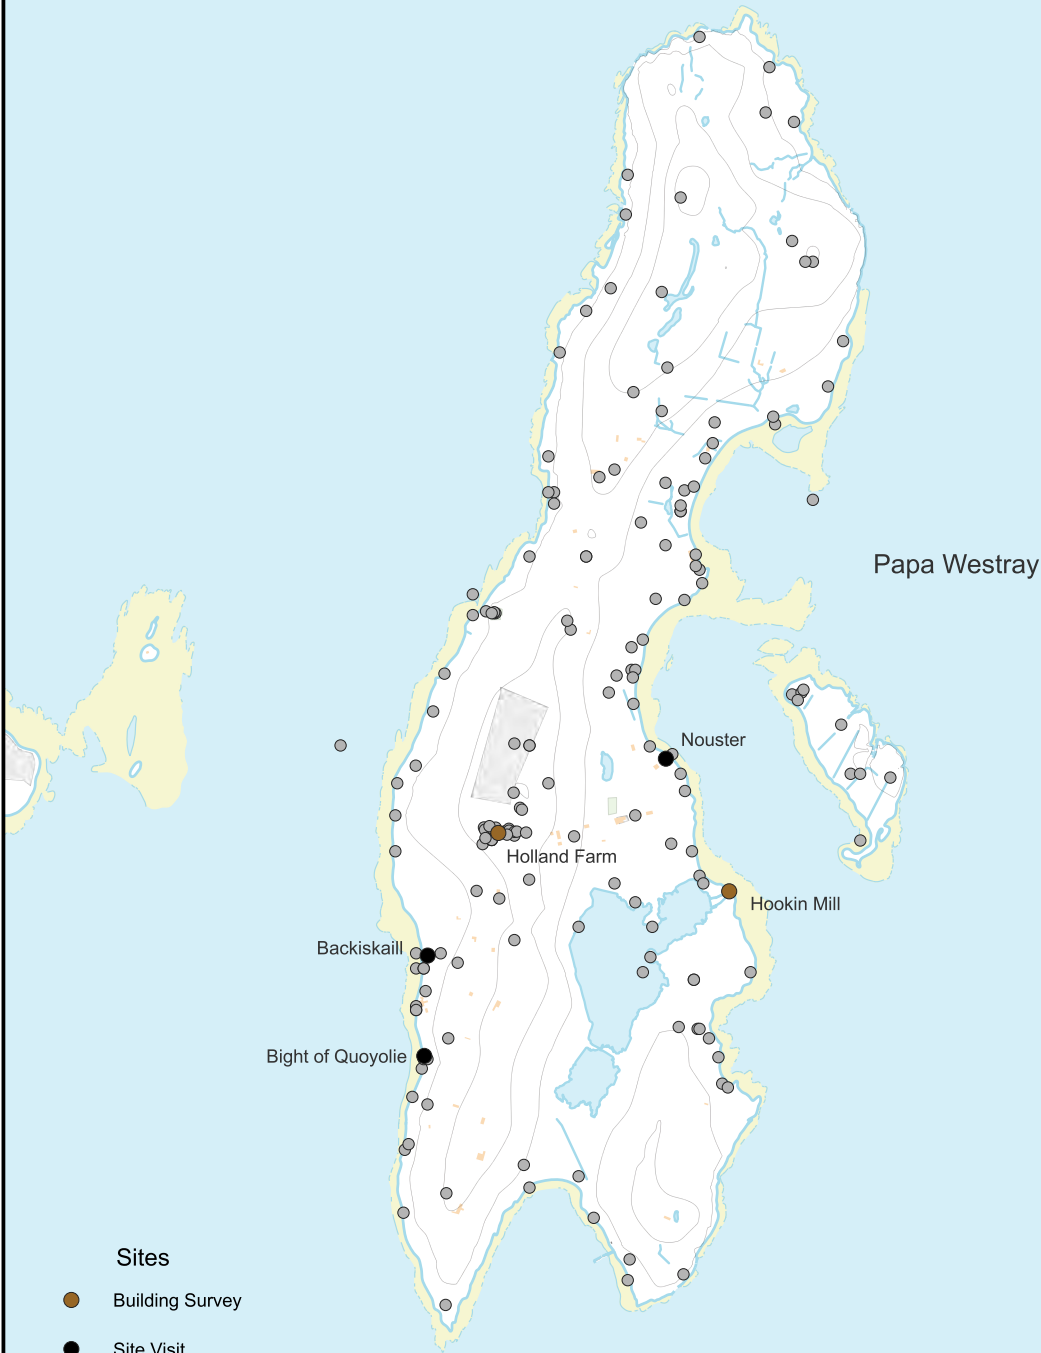 Papa Westray
Nouster
Holland Farm
Hookin Mill
Backiskaill
Bight of Quoyolie
Sites
Building Survey
Site Visit